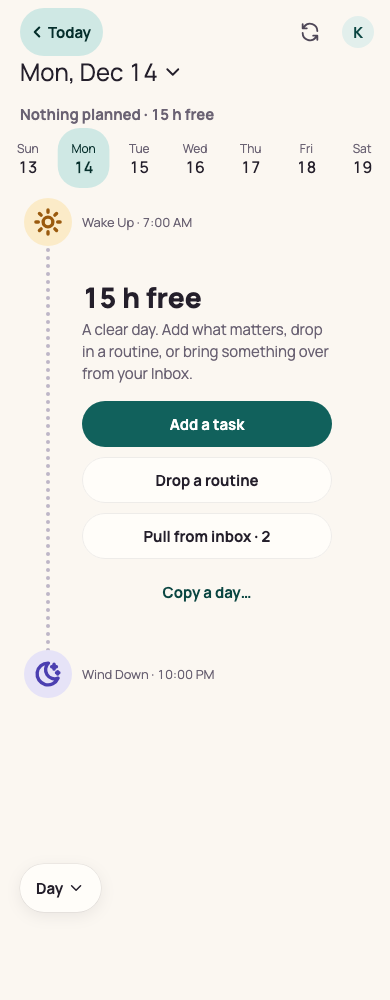 Today
K
Mon, Dec 14
Nothing planned · 15 h free
Sun Mon Tue Wed Thu Fri Sat
13 14 15 16 17 18 19
Wake Up · 7:00 AM
15 h free
A clear day. Add what matters, drop
in a routine, or bring something over
from your Inbox.
Add a task
Drop a routine
Pull from inbox · 2
Copy a day...
Wind Down · 10:00 PM
Day